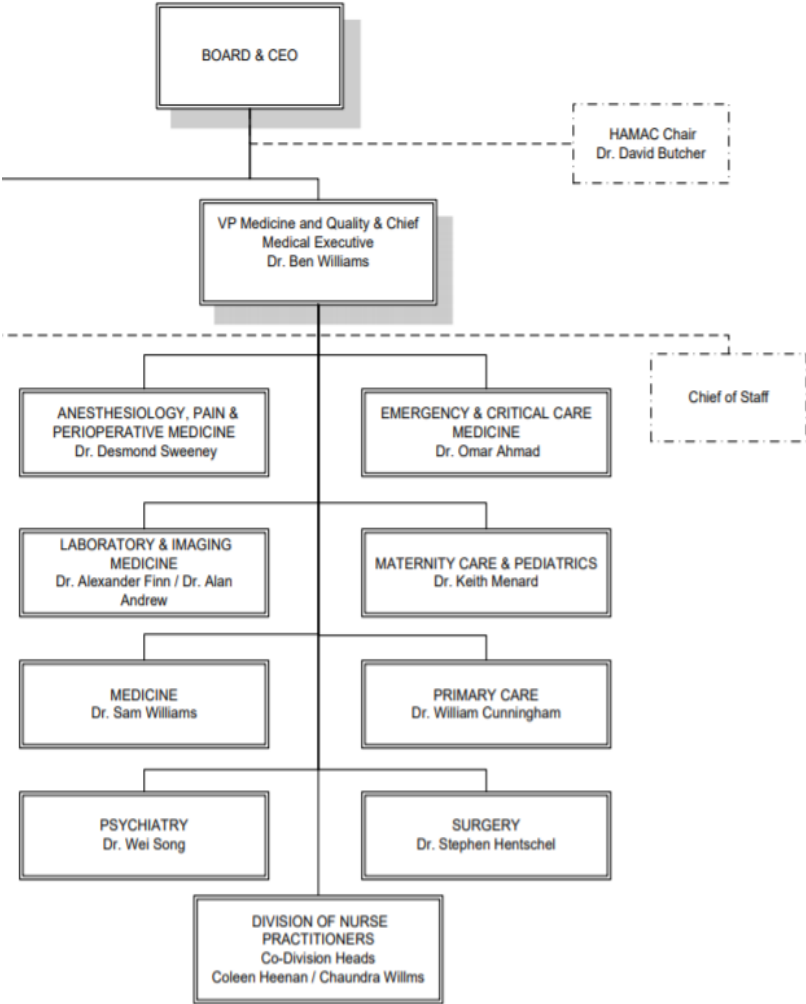 BOARD & CEO
HAMAC Chair
Dr. David Butcher
VP Medicine and Quality & Chief
Medical Executive
Dr. Ben Williams
Chief of Staff
ANESTHESIOLOGY, PAIN &
PERIOPERATIVE MEDICINE
Dr. Desmond Sweeney
EMERGENCY & CRITICAL CARE
MEDICINE
Dr. Omar Ahmad
LABORATORY & IMAGING
MEDICINE
Dr. Alexander Finn / Dr. Alan
Andrew
MATERNITY CARE & PEDIATRICS
Dr. Keith Menard
MEDICINE
Dr. Sam Williams
PRIMARY CARE
Dr. William Cunningham
PSYCHIATRY
Dr. Wei Song
SURGERY
Dr. Stephen Hentschel
DIVISION OF NURSE
PRACTITIONERS
Co-Division Heads
Coleen Heenan / Chaundra Willms